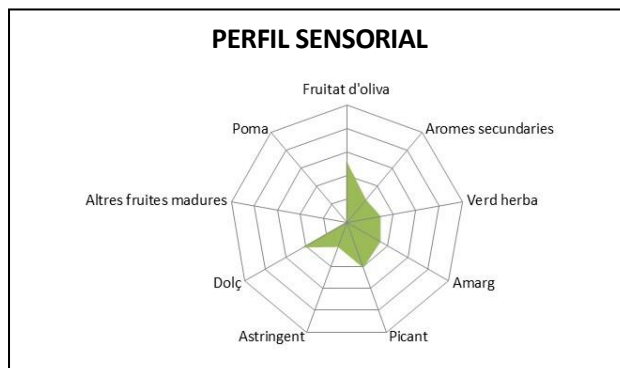 PERFIL SENSORIAL
Fruitat d'oliva
Poma
Aromes secundaries
Altres fruites madures
Verd herba
Dolç
Amarg
Astringent
Picant